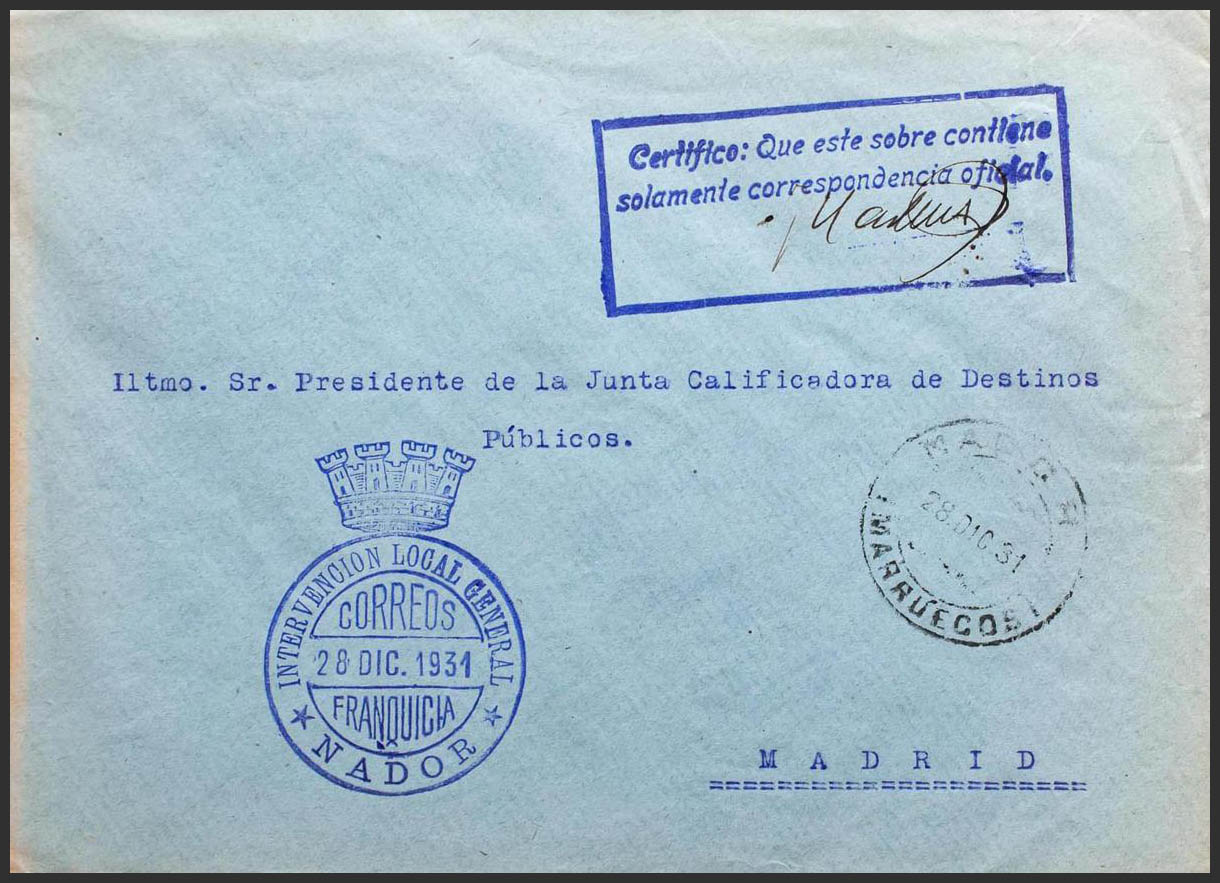 Certifico: Que este sobre contiene
solamente correspondencia oficial.
Iltmo. Sr. Presidente de la Junta Calificadora de Destinos
Públicos.
INTERVENCION LOCAL GENERAL
CORREOS
28 DIC. 1931
FRANQUICIA
NADOR
NADOR
28.DIC.31
(MARRUECOS)
MADRID